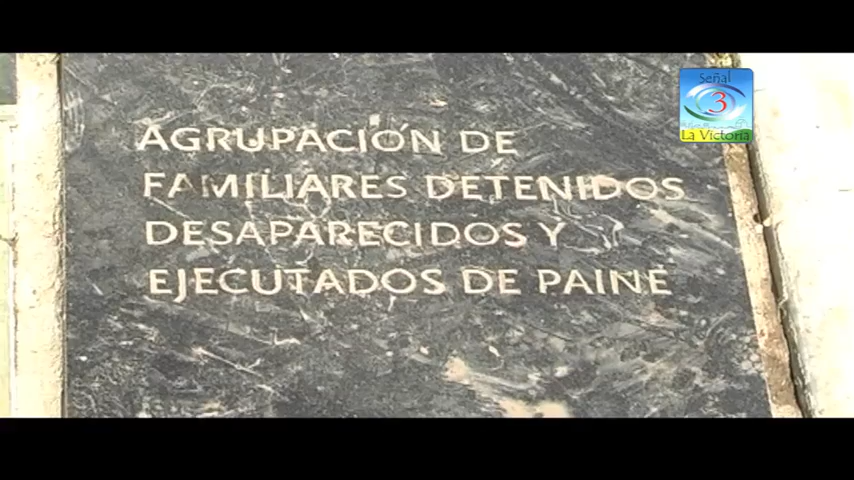 Señal
3
La Victoria
AGRUPACIÓN DE
FAMILIARES DETENIDOS
DESAPARECIDOS Y
EJECUTADOS DE PAINE